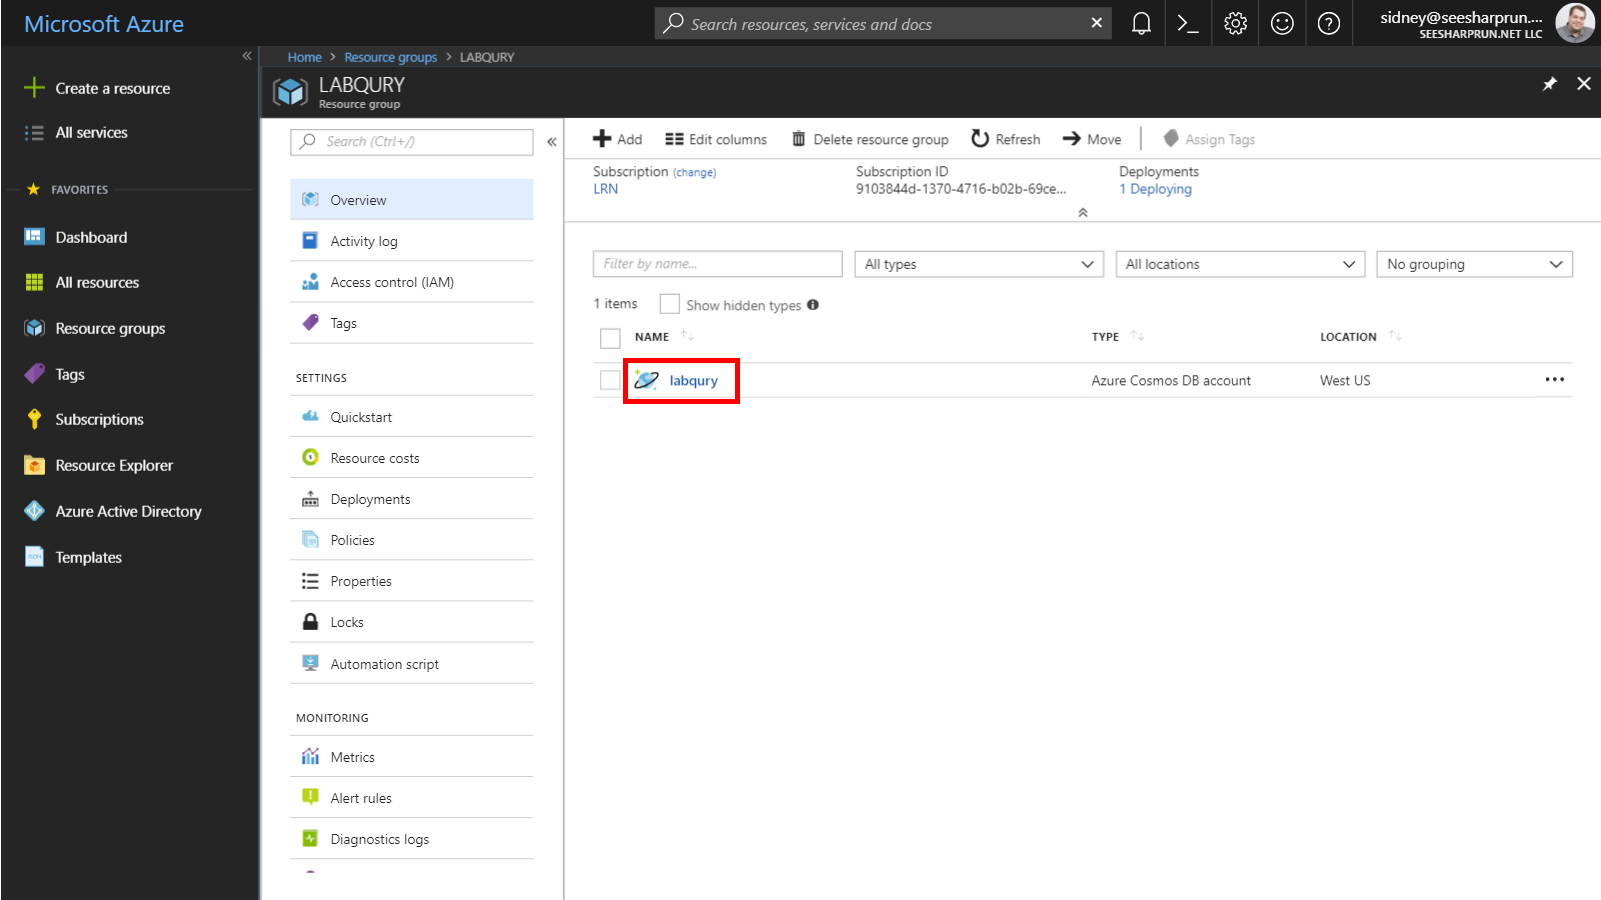 Microsoft Azure
Search resources, services and docs
sidney@seesharprun....
SEESHARPRUN.NET LLC
Create a resource
All services
FAVORITES
Dashboard
All resources
Resource groups
Tags
Subscriptions
Resource Explorer
Azure Active Directory
Templates
Home > Resource groups > LABQURY
LABQURY
Resource group
Search (Ctrl+/)
Overview
Activity log
Access control (IAM)
Tags
SETTINGS
Quickstart
Resource costs
Deployments
Policies
Properties
Locks
Automation script
MONITORING
Metrics
Alert rules
Diagnostics logs
Add Edit columns Delete resource group Refresh Move Assign Tags
Subscription (change) Subscription ID Deployments
LRN 9103844d-1370-4716-b02b-69ce... 1 Deploying
Filter by name... All types All locations No grouping
1 items Show hidden types
NAME TYPE LOCATION
labqury Azure Cosmos DB account West US